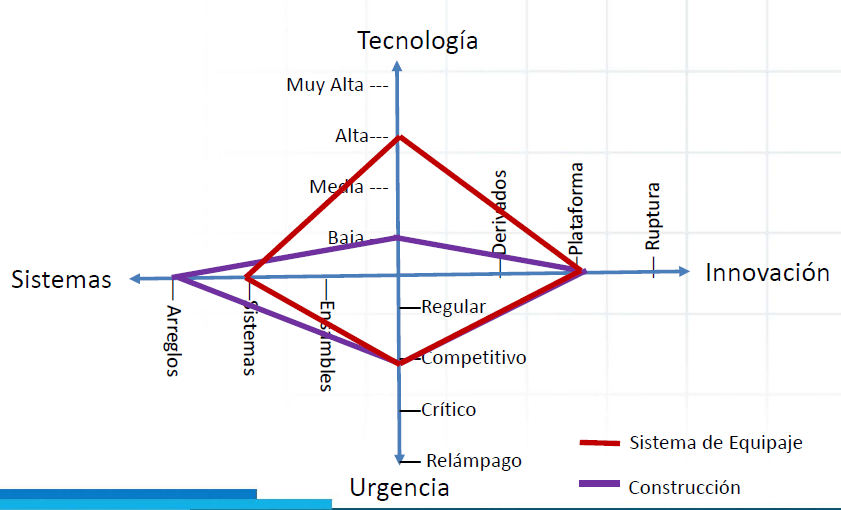 Tecnología
Muy Alta ---
Alta---
Media ---
Baja -
Derivados
Plataforma
Ruptura
Sistemas
Innovación
Arreglos
Sistemas
Ensambles
Regular
Competitivo
Crítico
Relámpago
Urgencia
Sistema de Equipaje
Construcción